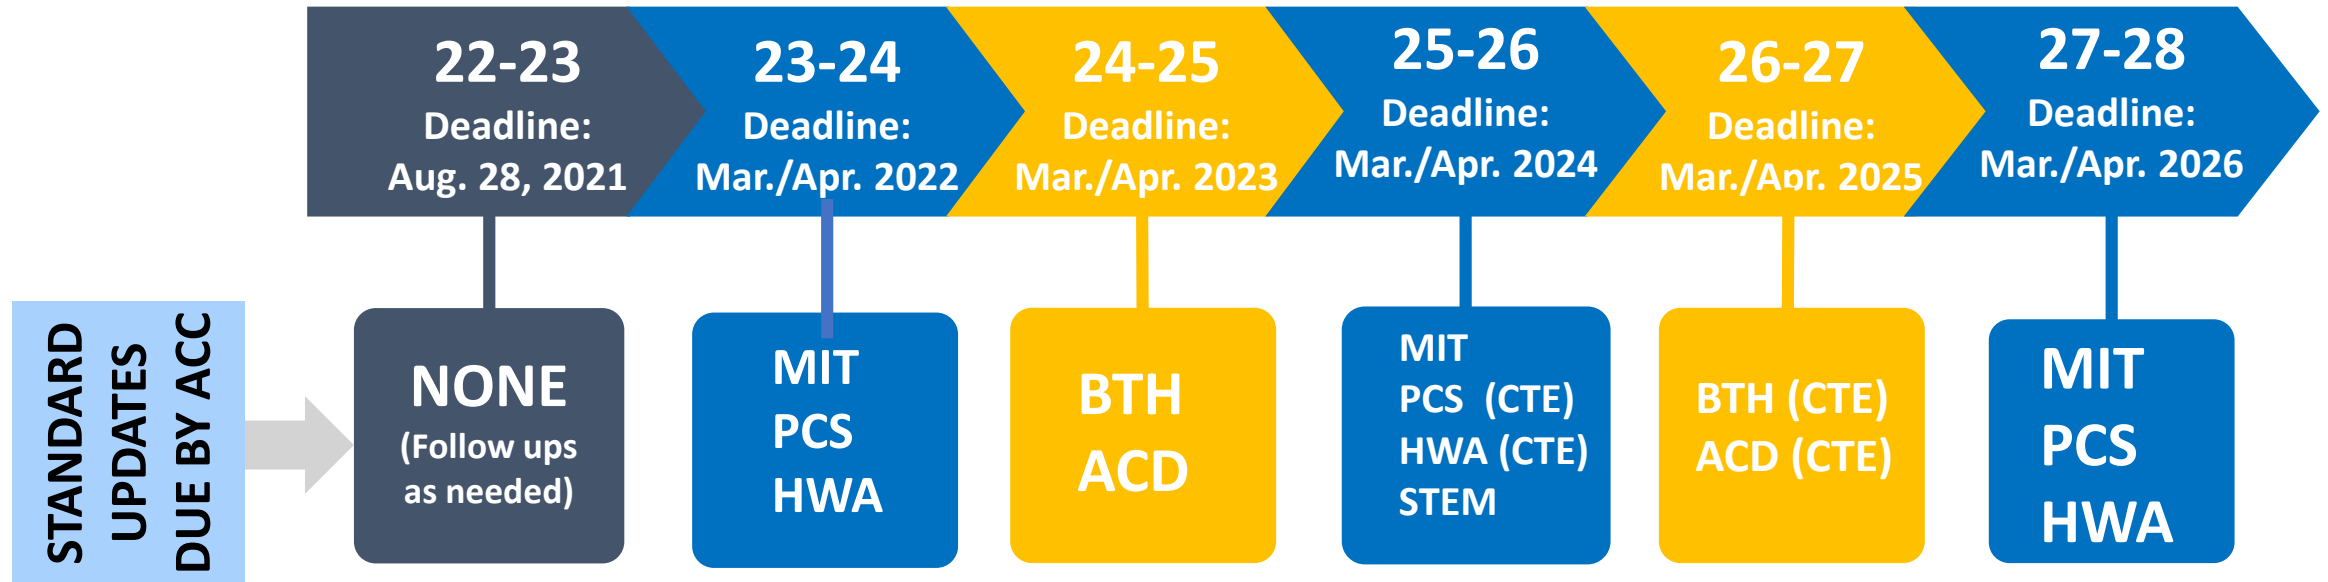 22-23
Deadline:
Aug. 28, 2021
23-24
Deadline:
Mar./Apr. 2022
24-25
Deadline:
Mar./Apr. 2023
25-26
Deadline:
Mar./Apr. 2024
26-27
Deadline:
Mar./Apr. 2025
27-28
Deadline:
Mar./Apr. 2026
STANDARD
UPDATES
DUE BY ACC
NONE
(Follow ups
as needed)
MIT
PCS
HWA
BTH
ACD
MIT
PCS (CTE)
HWA (CTE)
STEM
BTH (CTE)
ACD (CTE)
MIT
PCS
HWA